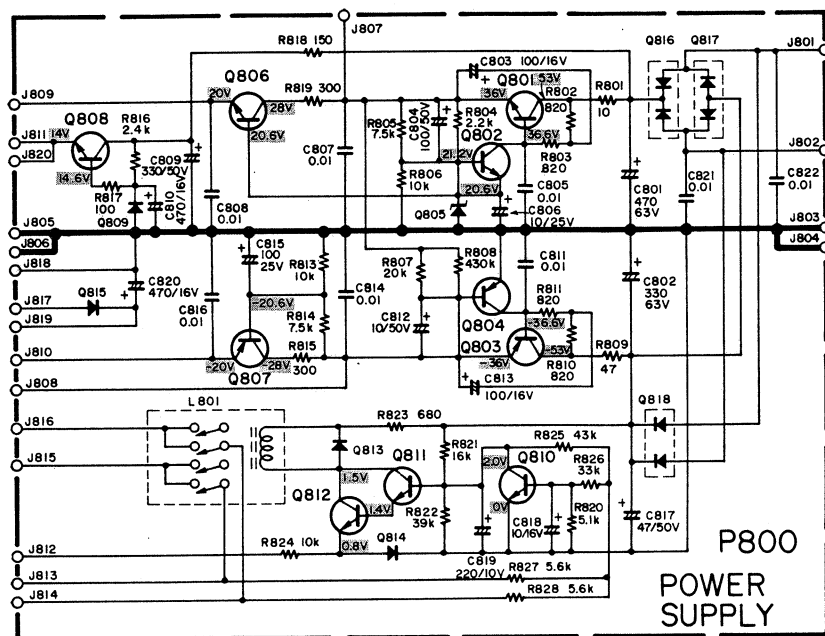 J807
J801
R818 150
C803 100/16V
Q816
Q817
J809
Q806
20V
28V
20.6V
R819 300
Q801
53V
36V
36.6V
R802
820
R801
10
J811
J820
Q808
14V
14.6V
R816
2.4k
R817
100
Q809
C809
330/50V
C810
470/16V
C808
0.01
C807
0.01
R805
7.5k
C804
100/50V
R804
2.2k
Q802
21.2V
20.6V
R806
10k
Q805
R803
820
C805
0.01
C806
10/25V
C801
470
63V
C821
0.01
C822
0.01
J802
J805
J806
J803
J804
J818
J817
J819
Q815
C820
470/16V
C816
0.01
C815
100
25V
R813
10k
C814
0.01
-20.6V
R814
7.5k
R815
300
R807
20k
C812
10/50V
R808
430k
Q804
Q803
C811
0.01
R811
820
-36.6V
-53V
-36V
R810
820
R809
47
C802
330
63V
C813
100/16V
J810
-20V
-28V
Q807
J808
L801
J816
J815
R823 680
Q813
R821
16k
Q811
1.5V
1.4V
Q812
0.8V
R822
39k
Q814
R824 10k
R825 43k
Q810
2.0V
0V
R826
33k
C818
10/16V
R820
5.1k
C819
220/10V
Q818
C817
47/50V
R827 5.6k
R828 5.6k
J812
J813
J814
P800
POWER
SUPPLY